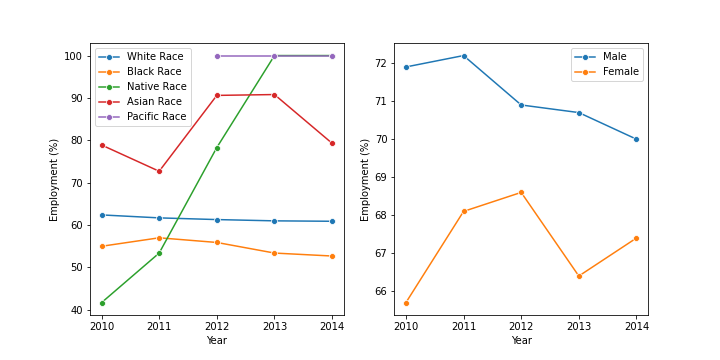 White Race
Black Race
Native Race
Asian Race
Pacific Race
Employment (%)
100
90
80
70
60
50
40
2010 2011 2012 2013 2014
Year
Male
Female
Employment (%)
72
71
70
69
68
67
66
2010 2011 2012 2013 2014
Year